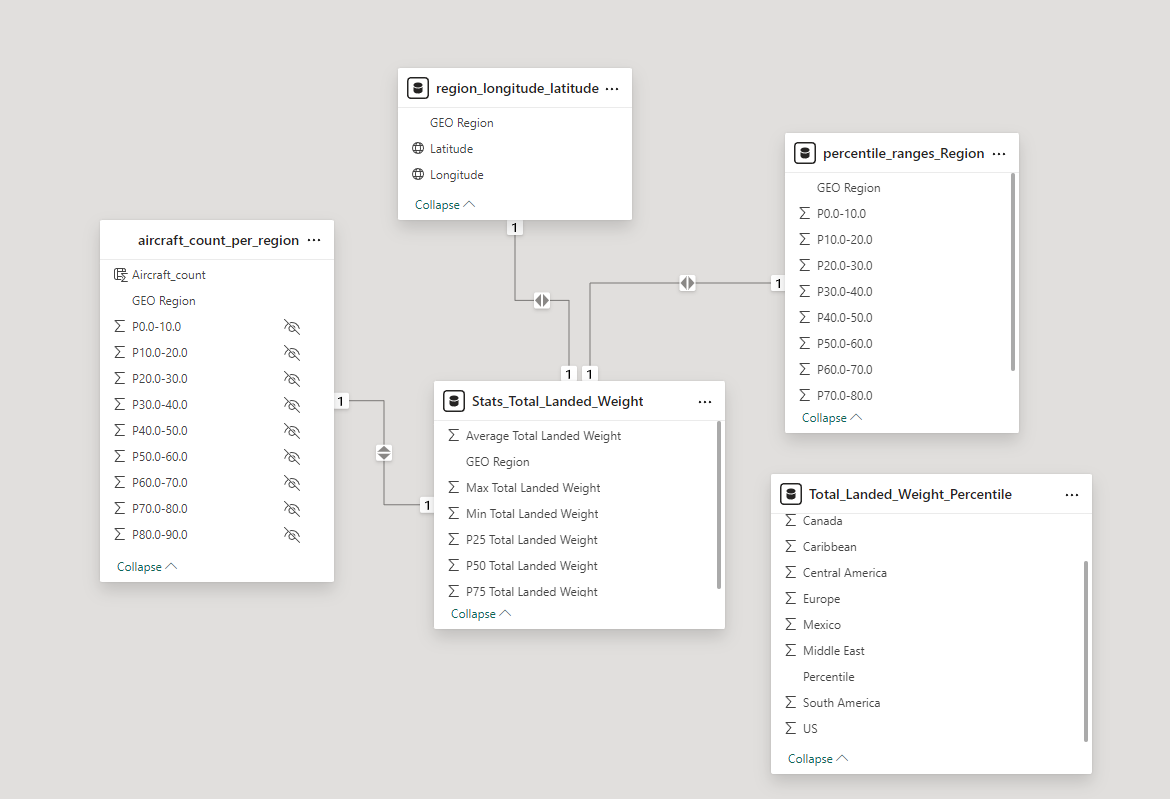 region_longitude_latitude
GEO Region
Latitude
Longitude
Collapse
1
percentile_ranges_Region
GEO Region
P0.0-10.0
P10.0-20.0
P20.0-30.0
P30.0-40.0
P40.0-50.0
P50.0-60.0
P60.0-70.0
P70.0-80.0
Collapse
1
aircraft_count_per_region
Aircraft_count
GEO Region
P0.0-10.0
P10.0-20.0
P20.0-30.0
P30.0-40.0
P40.0-50.0
P50.0-60.0
P60.0-70.0
P70.0-80.0
P80.0-90.0
Collapse
1
1
1
1
Stats_Total_Landed_Weight
Average Total Landed Weight
GEO Region
Max Total Landed Weight
Min Total Landed Weight
P25 Total Landed Weight
P50 Total Landed Weight
P75 Total Landed Weight
Collapse
Total_Landed_Weight_Percentile
Canada
Caribbean
Central America
Europe
Mexico
Middle East
Percentile
South America
US
Collapse